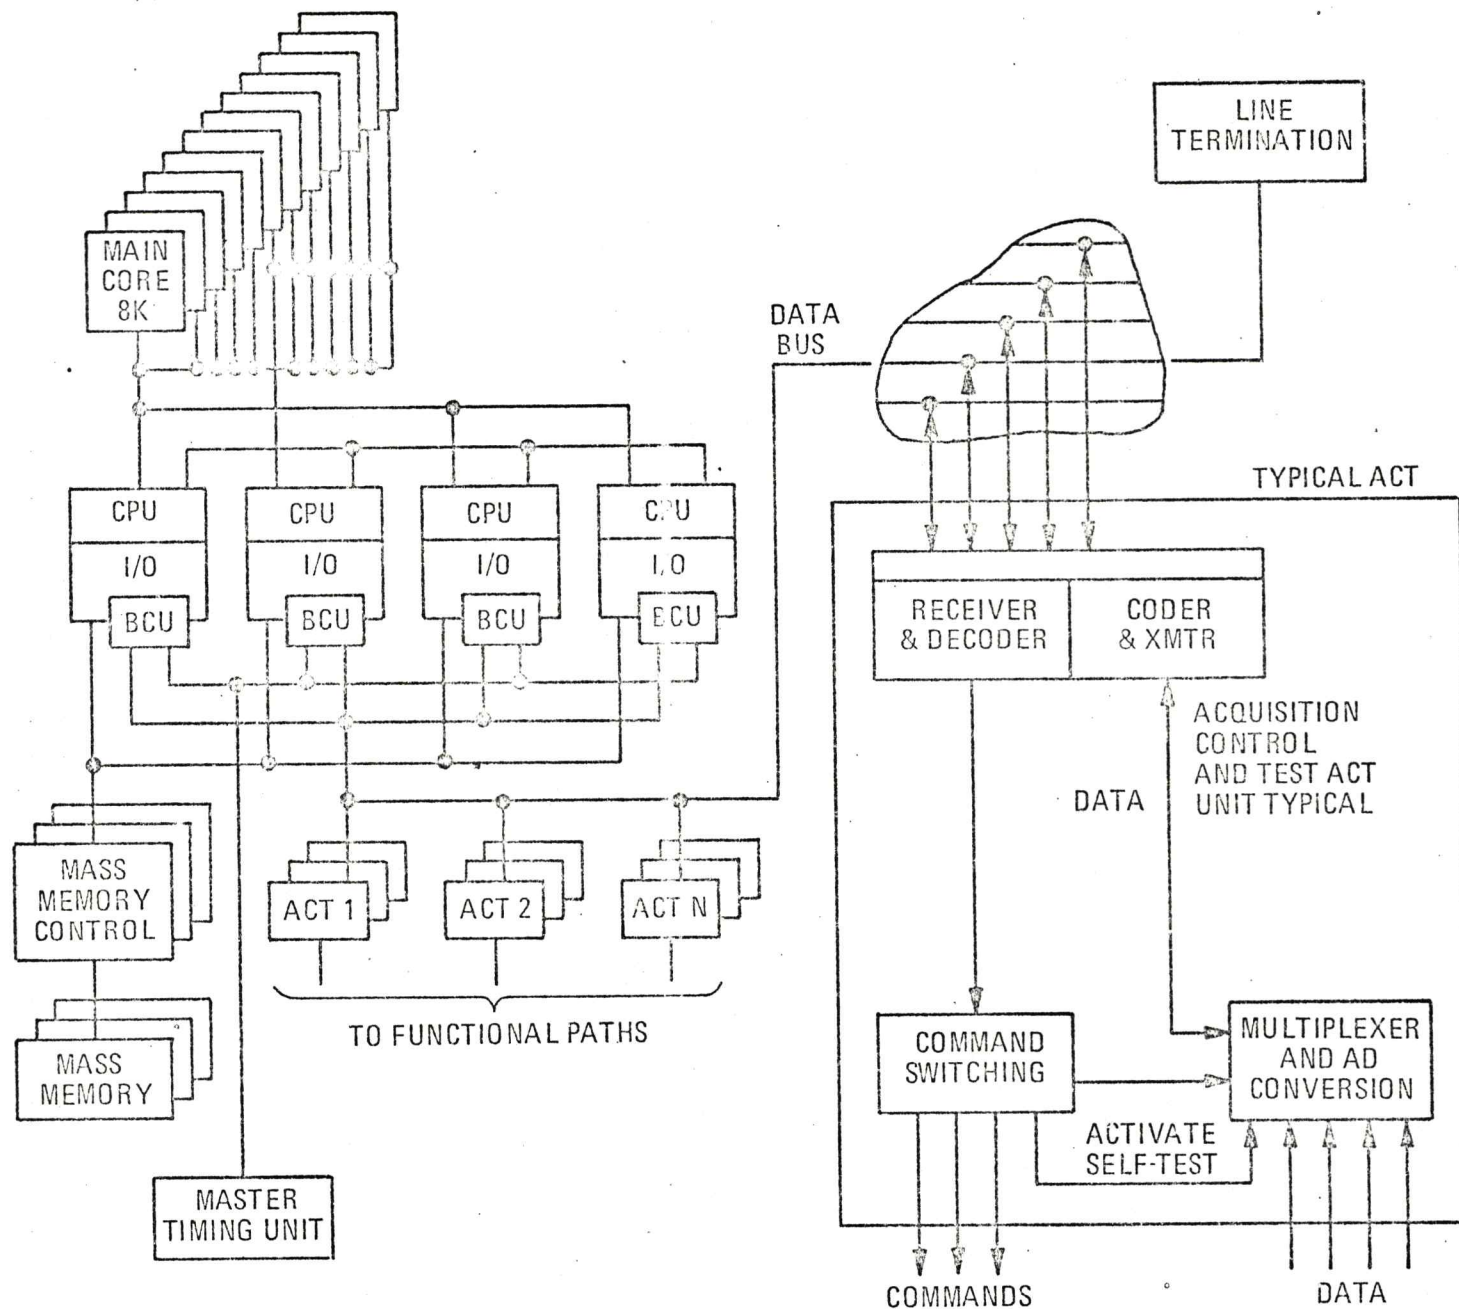 MAIN
CORE
8K
LINE
TERMINATION
DATA
BUS
TYPICAL ACT
CPU
CPU
CPU
CPU
I/O
I/O
I/O
I/O
BCU
BCU
BCU
BCU
RECEIVER
& DECODER
CODER
& XMTR
ACQUISITION
CONTROL
AND TEST ACT
UNIT TYPICAL
DATA
MASS
MEMORY
CONTROL
ACT 1
ACT 2
ACT N
TO FUNCTIONAL PATHS
MASS
MEMORY
COMMAND
SWITCHING
MULTIPLEXER
AND AD
CONVERSION
ACTIVATE
SELF-TEST
MASTER
TIMING UNIT
COMMANDS
DATA